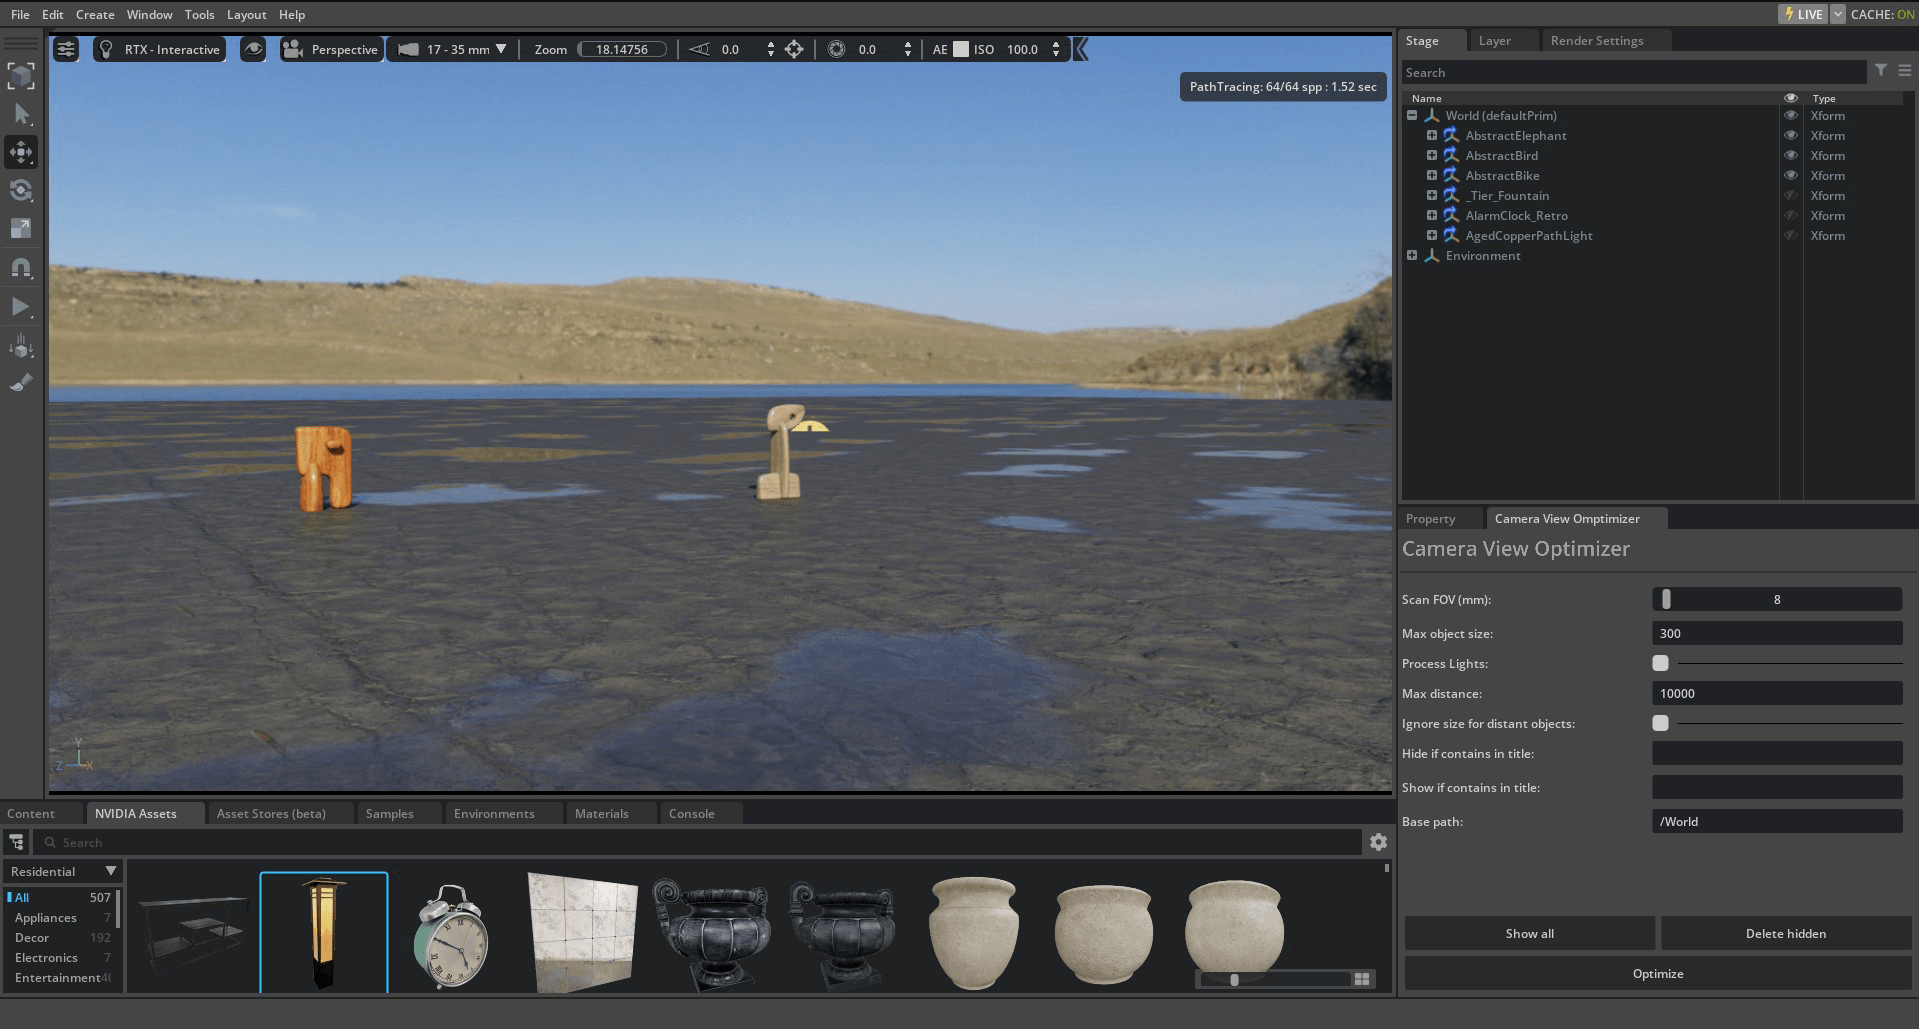 File Edit Create Window Tools Layout Help
LIVE CACHE: ON
RTX - Interactive Perspective 17 - 35 mm Zoom 18.14756 0.0 0.0 AE ISO 100.0
PathTracing: 64/64 spp : 1.52 sec
Y
Z X
Stage Layer Render Settings
Search
Name Type
World (defaultPrim) Xform
AbstractElephant Xform
AbstractBird Xform
AbstractBike Xform
_Tier_Fountain Xform
AlarmClock_Retro Xform
AgedCopperPathLight Xform
Environment
Property Camera View Omptimizer
Camera View Optimizer
Scan FOV (mm): 8
Max object size: 300
Process Lights:
Max distance: 10000
Ignore size for distant objects:
Hide if contains in title:
Show if contains in title:
Base path: /World
Show all Delete hidden
Optimize
Content NVIDIA Assets Asset Stores (beta) Samples Environments Materials Console
Search
Residential
All 507
Appliances 7
Decor 192
Electronics 7
Entertainment